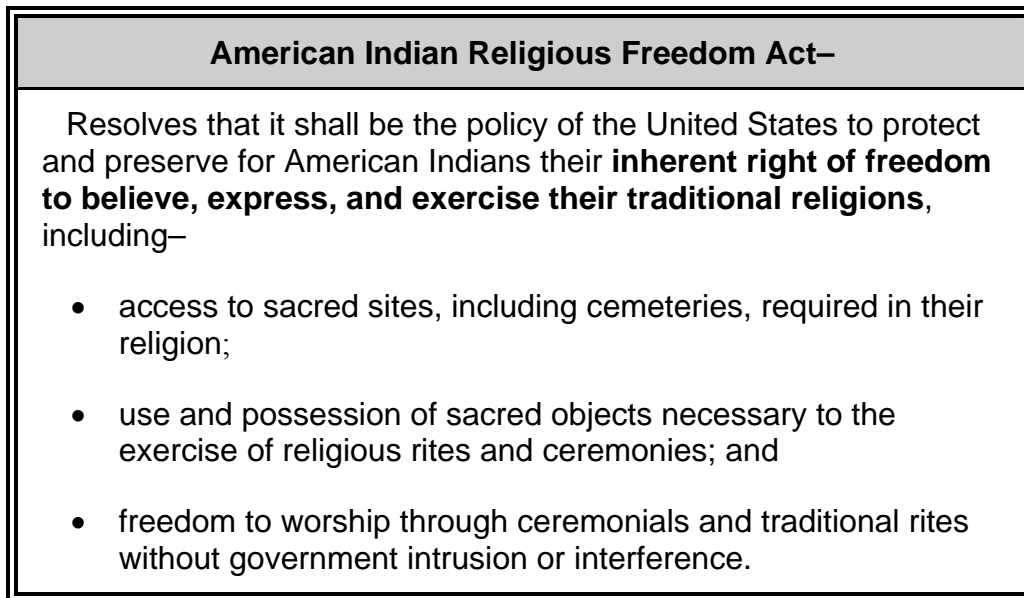 American Indian Religious Freedom Act–
Resolves that it shall be the policy of the United States to protect
and preserve for American Indians their inherent right of freedom
to believe, express, and exercise their traditional religions,
including–
• access to sacred sites, including cemeteries, required in their
religion;
• use and possession of sacred objects necessary to the
exercise of religious rites and ceremonies; and
• freedom to worship through ceremonials and traditional rites
without government intrusion or interference.